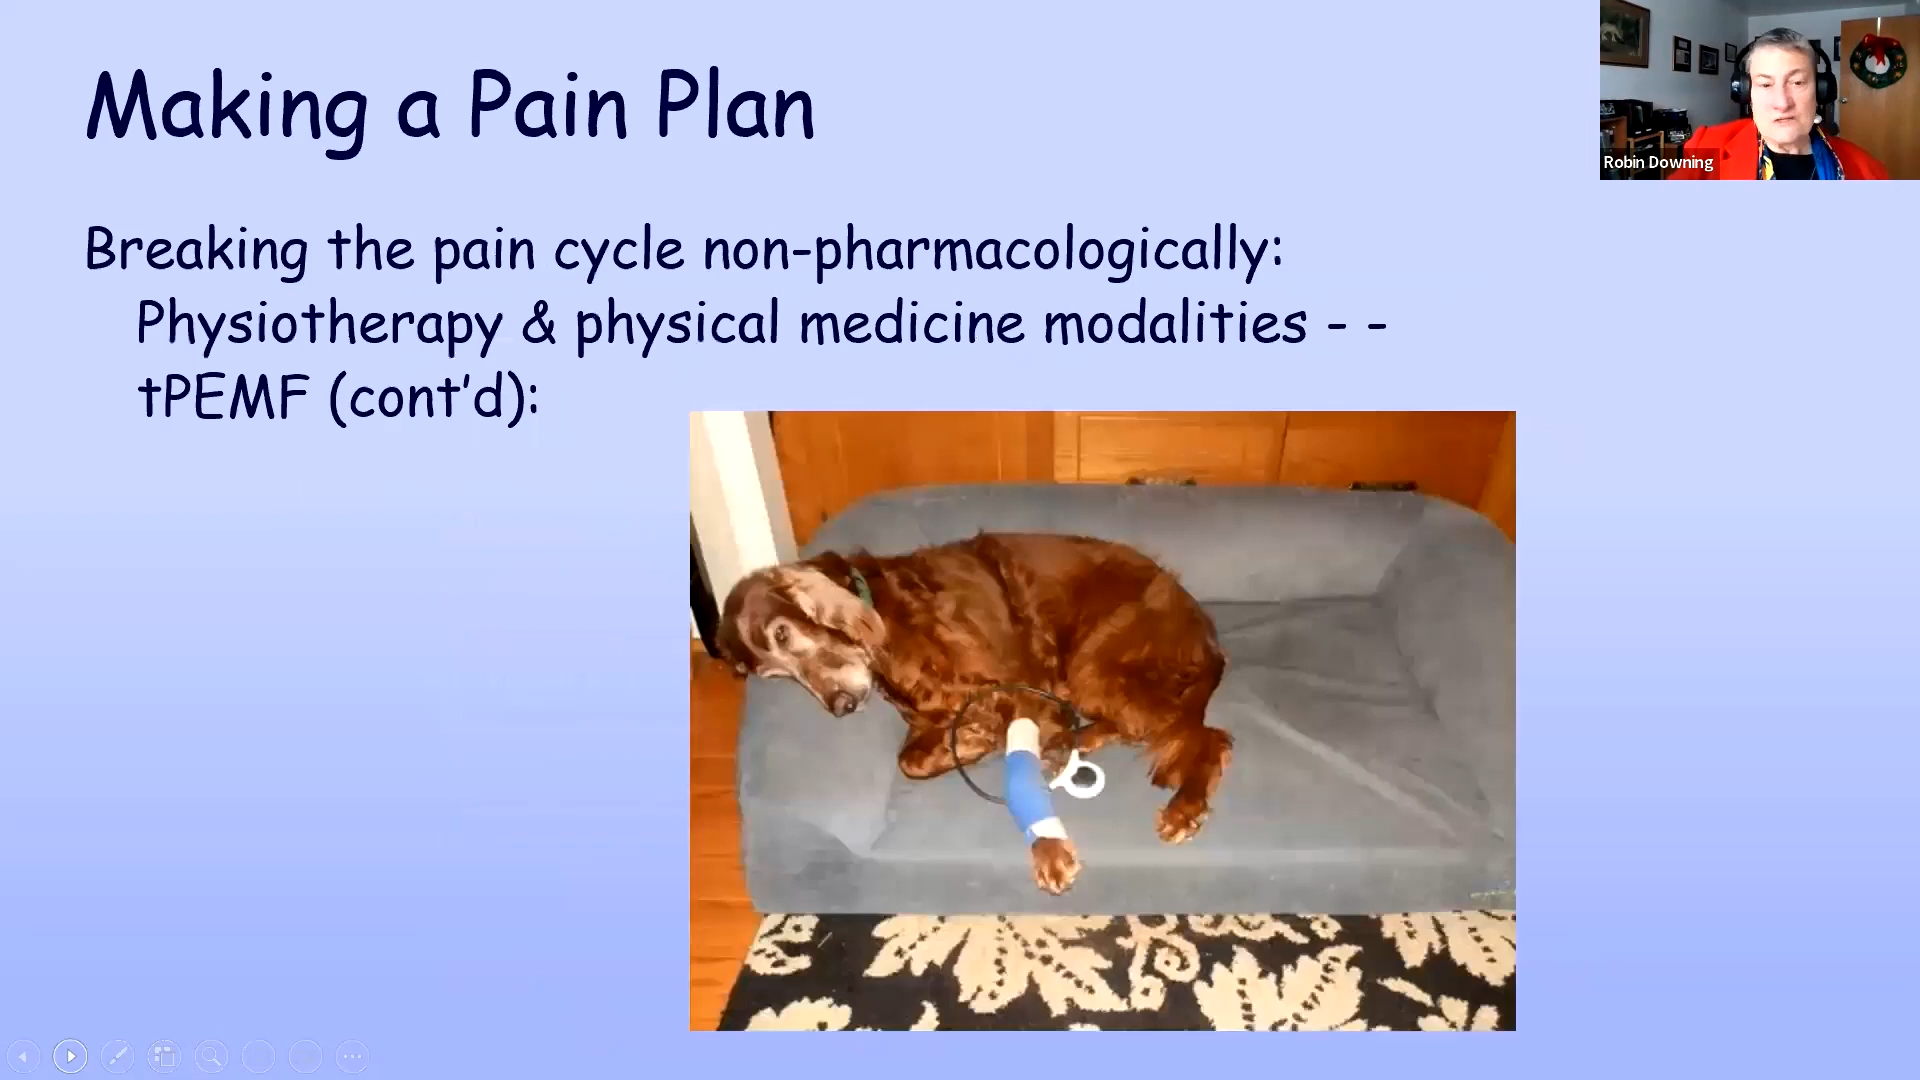 Making a Pain Plan
Robin Downing
Breaking the pain cycle non-pharmacologically:
Physiotherapy & physical medicine modalities - -
tPEMF (cont’d):